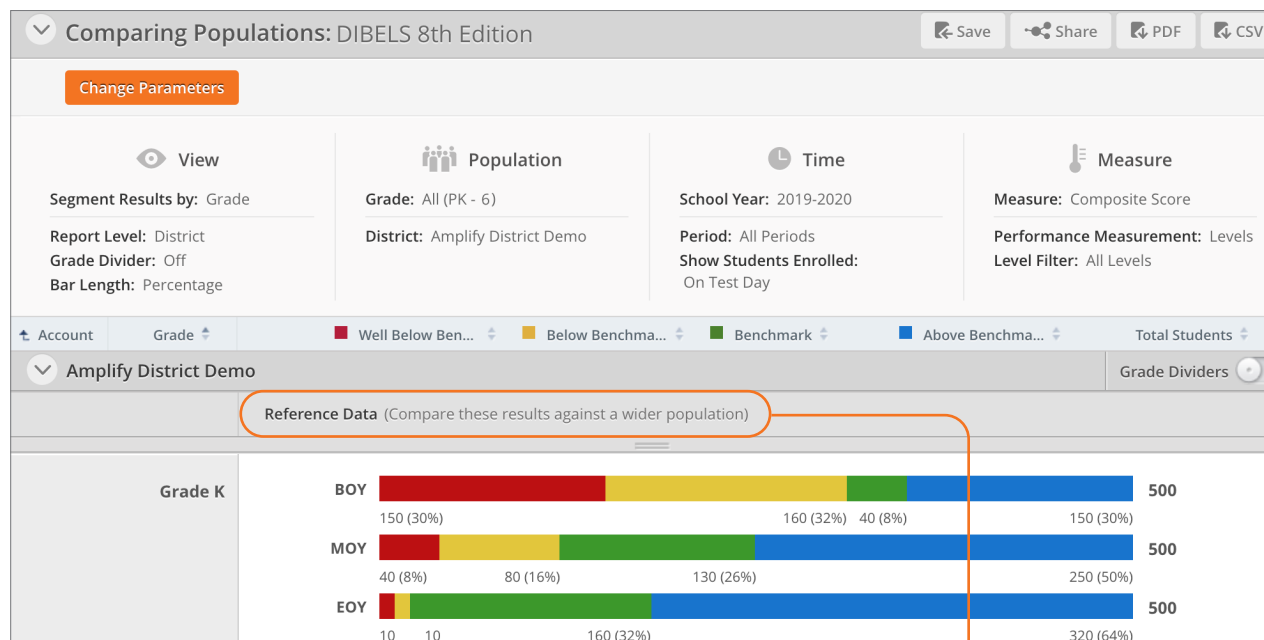 Comparing Populations: DIBELS 8th Edition
Save
Share
PDF
CSV
Change Parameters
View
Population
Time
Measure
Segment Results by: Grade
Grade: All (PK - 6)
School Year: 2019-2020
Measure: Composite Score
Report Level: District
District: Amplify District Demo
Period: All Periods
Performance Measurement: Levels
Grade Divider: Off
Show Students Enrolled:
Level Filter: All Levels
Bar Length: Percentage
On Test Day
Account
Grade
Well Below Ben...
Below Benchma...
Benchmark
Above Benchma...
Total Students
Amplify District Demo
Grade Dividers
Reference Data (Compare these results against a wider population)
Grade K
BOY
500
150 (30%)
160 (32%)
40 (8%)
150 (30%)
MOY
500
40 (8%)
80 (16%)
130 (26%)
250 (50%)
EOY
500
10
10
160 (32%)
320 (64%)